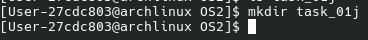 [User-27cdc803@archlinux OS2]$ mkdir task_01j
[User-27cdc803@archlinux OS2]$